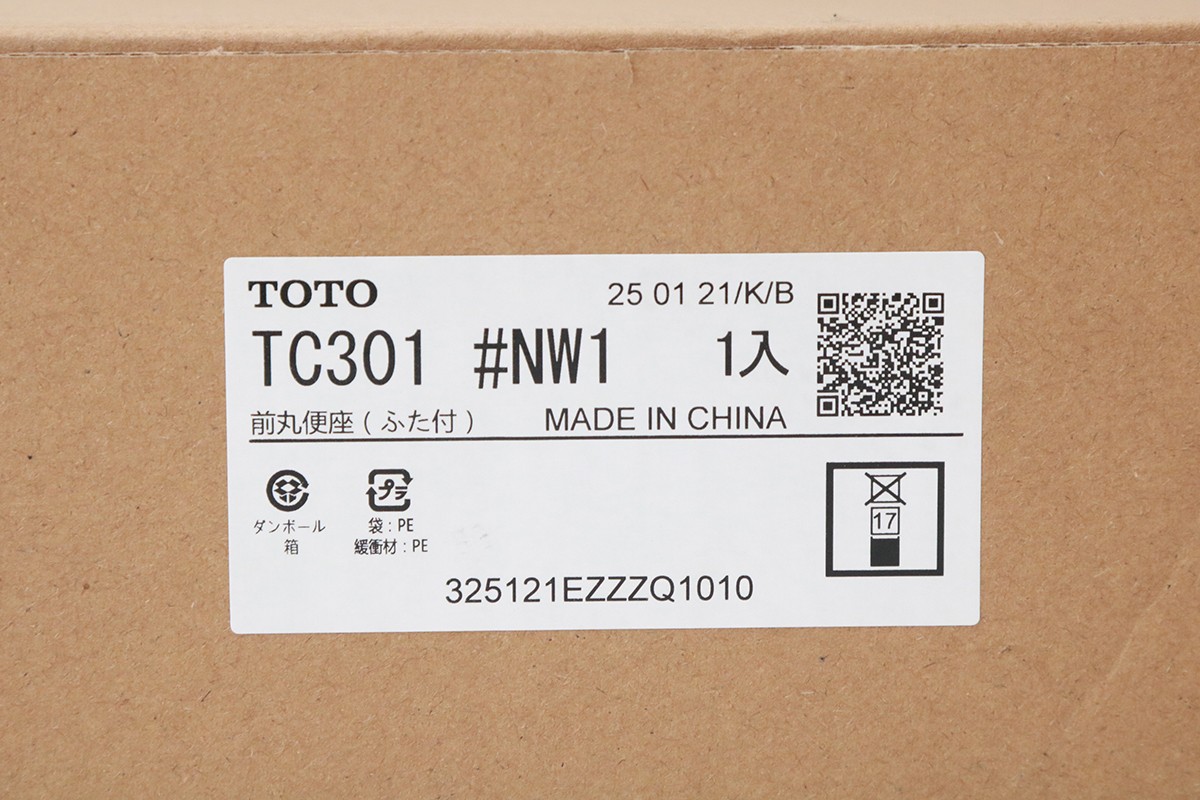 TOTO
25 01 21/K/B
TC301 #NW1 1入
前丸便座(ふた付)
MADE IN CHINA
プラ
ダンボール
箱
袋:PE
緩衝材:PE
17
325121EZZZQ1010